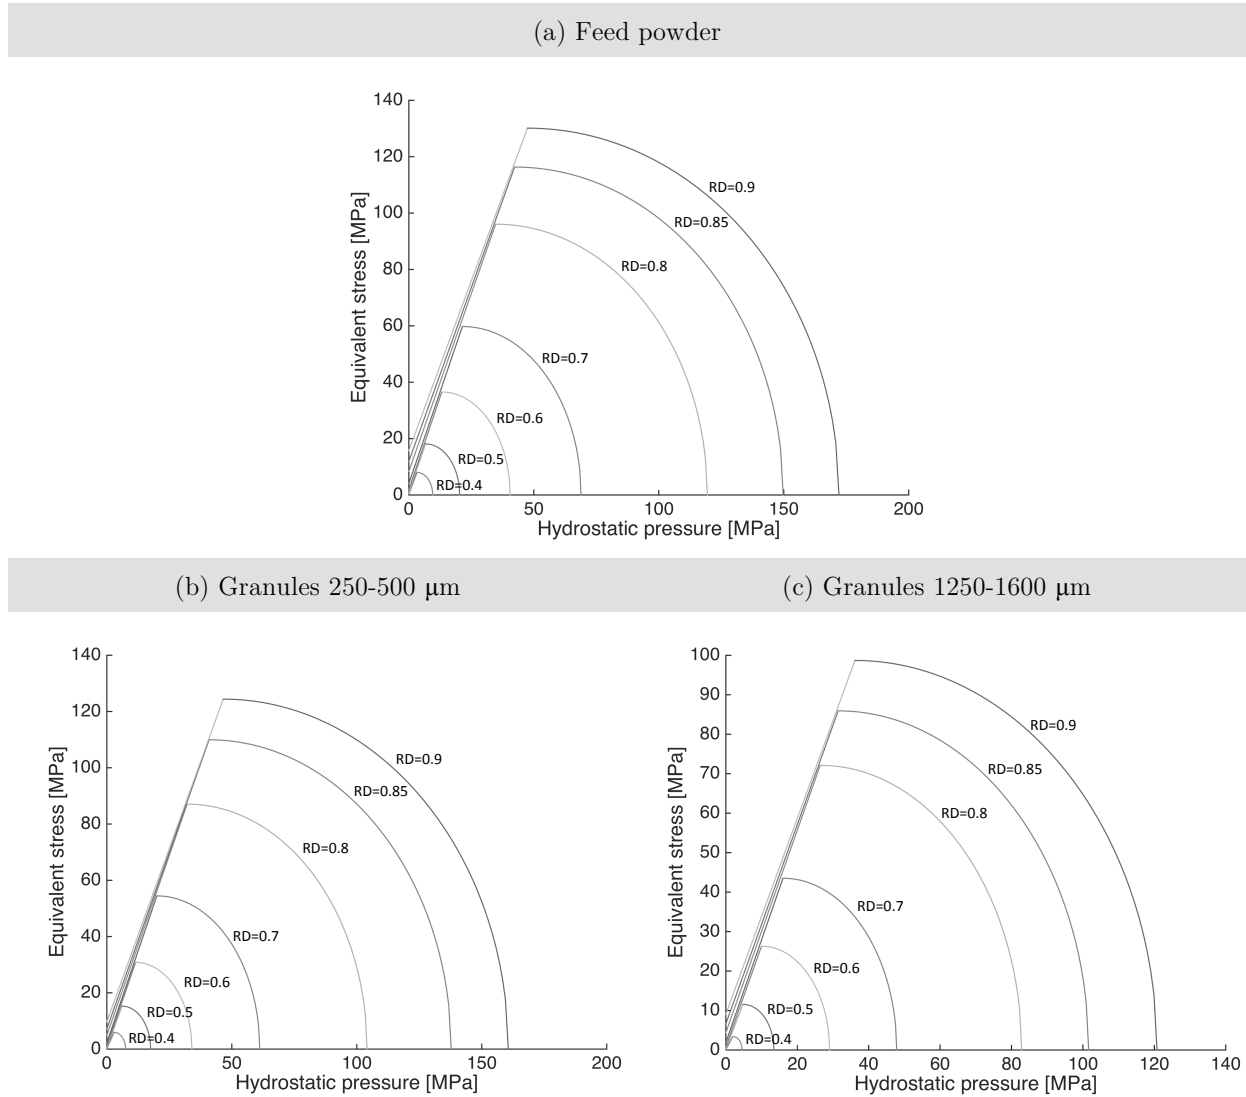 (a) Feed powder
140
120
100
80
60
40
20
0
Equivalent stress [MPa]
RD=0.9
RD=0.85
RD=0.8
RD=0.7
RD=0.6
RD=0.5
RD=0.4
0 50 100 150 200
Hydrostatic pressure [MPa]
(b) Granules 250-500 µm
140
120
100
80
60
40
20
0
Equivalent stress [MPa]
RD=0.9
RD=0.85
RD=0.8
RD=0.7
RD=0.6
RD=0.5
RD=0.4
0 50 100 150 200
Hydrostatic pressure [MPa]
(c) Granules 1250-1600 µm
100
90
80
70
60
50
40
30
20
10
0
Equivalent stress [MPa]
RD=0.9
RD=0.85
RD=0.8
RD=0.7
RD=0.6
RD=0.5
RD=0.4
0 20 40 60 80 100 120 140
Hydrostatic pressure [MPa]